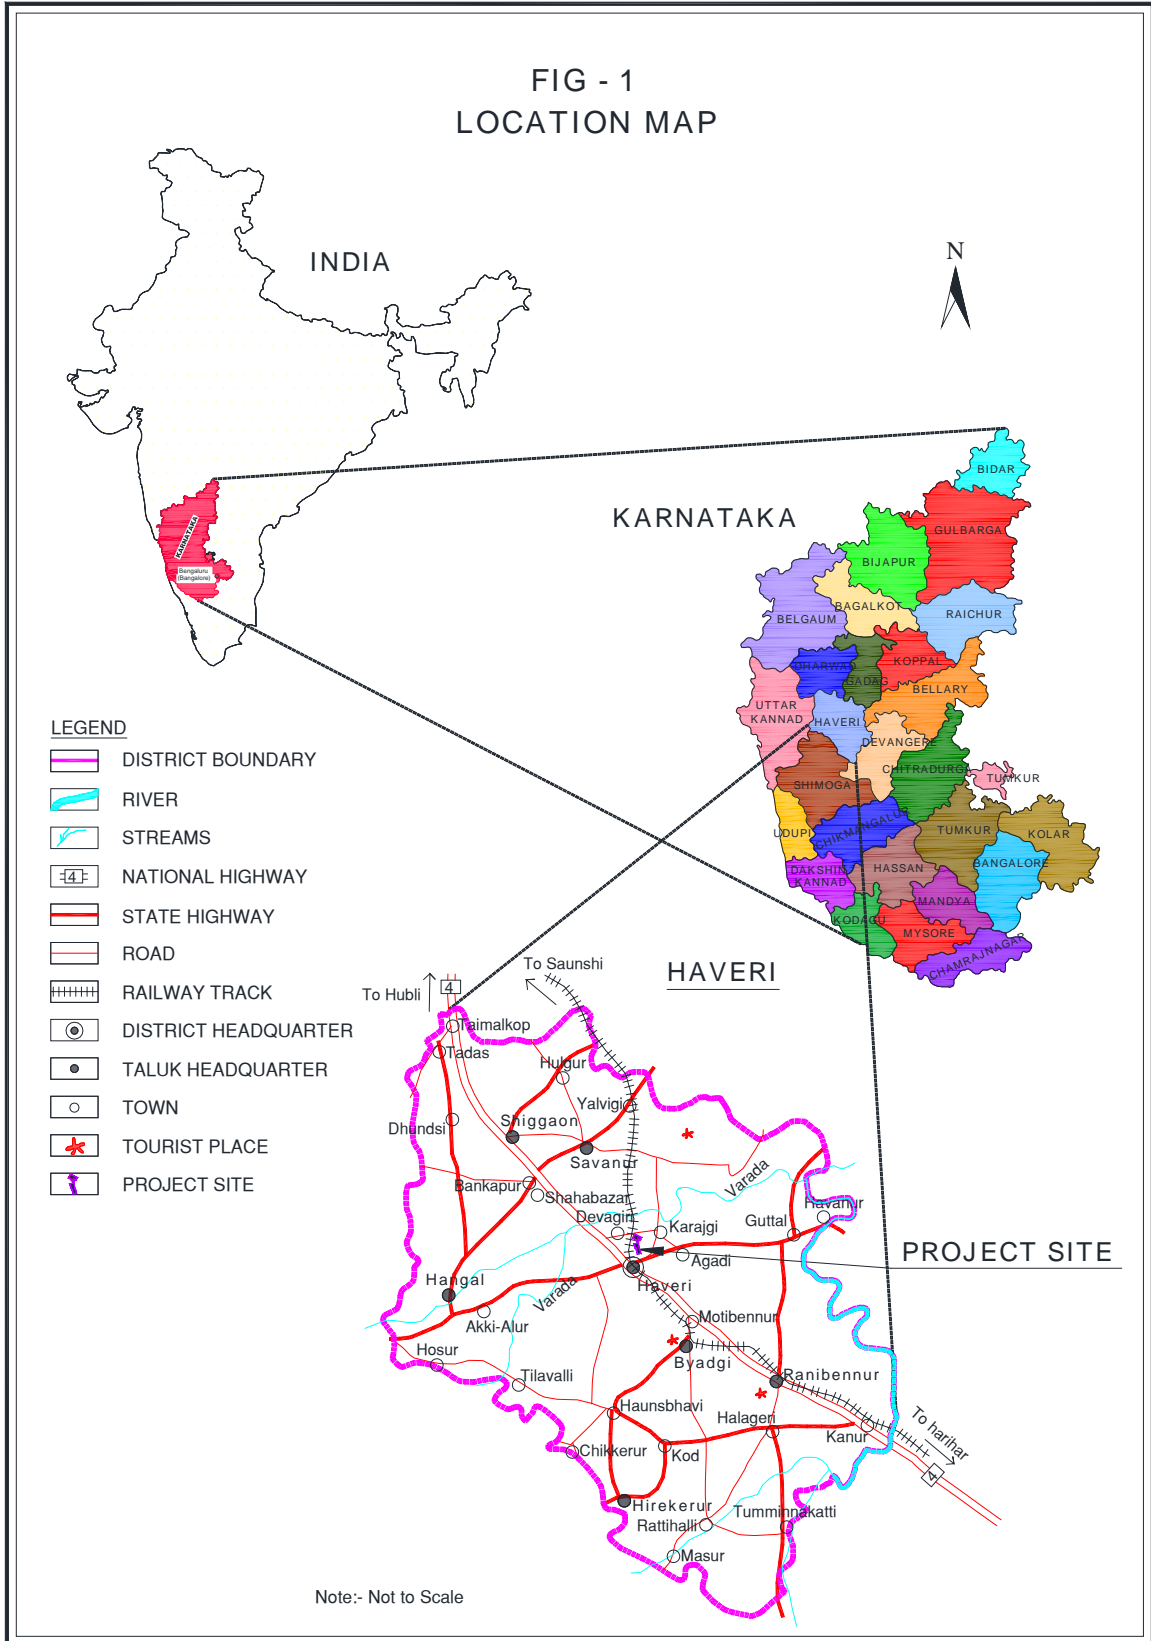 FIG - 1
LOCATION MAP
INDIA
N
KARNATAKA
Bengaluru
(Bangalore)
KARNATAKA
BIDAR
GULBARGA
BIJAPUR
BAGALKOT
RAICHUR
BELGAUM
DHARWAD
GADAG
KOPPAL
BELLARY
UTTAR
KANNAD
HAVERI
DEVANGERE
CHITRADURGA
TUMKUR
SHIMOGA
UDUPI
CHIKMANGALUR
TUMKUR
KOLAR
BANGALORE
DAKSHIN
KANNAD
HASSAN
MANDYA
KODAGU
MYSORE
CHAMRAJNAGAR
LEGEND
DISTRICT BOUNDARY
RIVER
STREAMS
4
NATIONAL HIGHWAY
STATE HIGHWAY
ROAD
RAILWAY TRACK
DISTRICT HEADQUARTER
TALUK HEADQUARTER
TOWN
TOURIST PLACE
PROJECT SITE
HAVERI
To Saunshi
To Hubli
4
Taimalkop
Tadas
Hulgur
Yalvigi
Dhundsi
Shiggaon
Savanur
Bankapur
Shahabazar
Varada
Havanur
Devagiri
Karajgi
Guttal
Agadi
PROJECT SITE
Haveri
Hangal
Varada
Akki-Alur
Motibennur
Hosur
Byadgi
Tilavalli
Ranibennur
Haunsbhavi
Halageri
Kanur
To harihar
4
Chikkerur
Kod
Hirekerur
Rattihalli
Tumminnakatti
Masur
Note:- Not to Scale